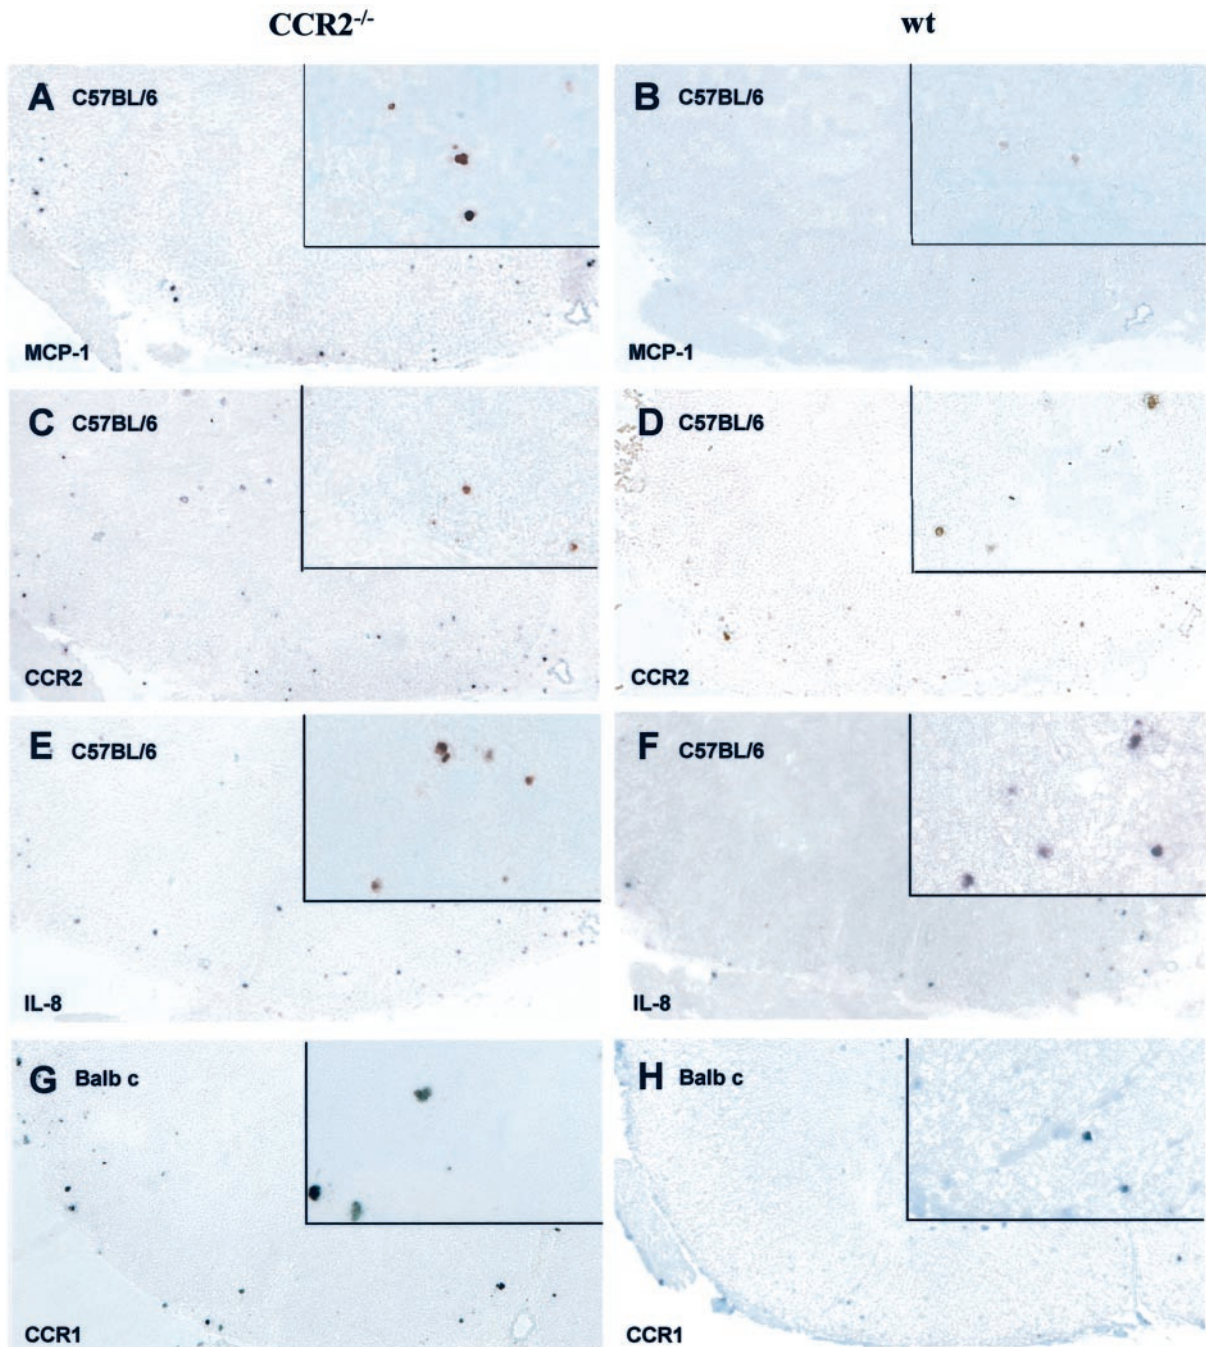 CCR2-/- wt
A C57BL/6
MCP-1
B C57BL/6
MCP-1
C C57BL/6
CCR2
D C57BL/6
CCR2
E C57BL/6
IL-8
F C57BL/6
IL-8
G Balb c
CCR1
H Balb c
CCR1